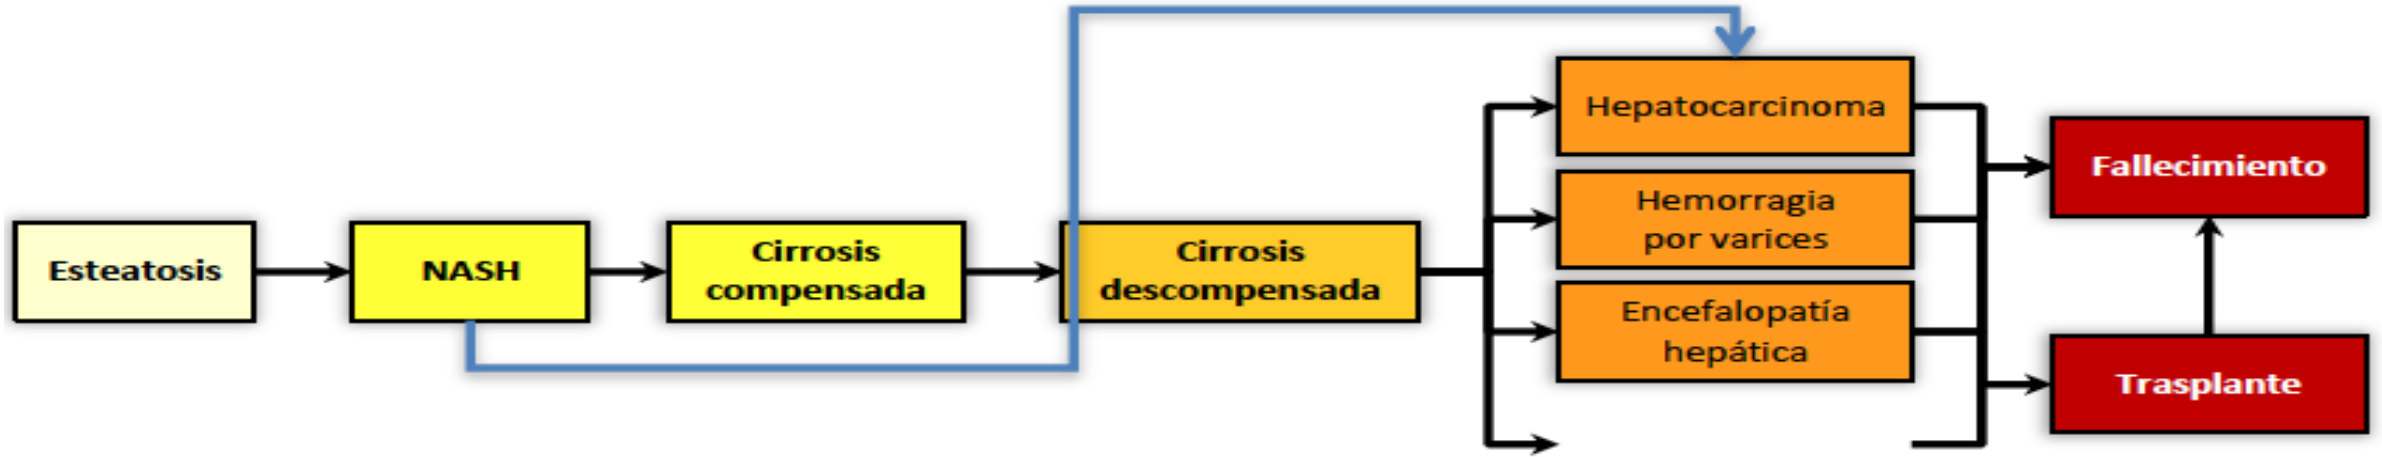 Esteatosis
NASH
Cirrosis
compensada
Cirrosis
descompensada
Hepatocarcinoma
Hemorragia
por varices
Encefalopatía
hepática
Fallecimiento
Trasplante